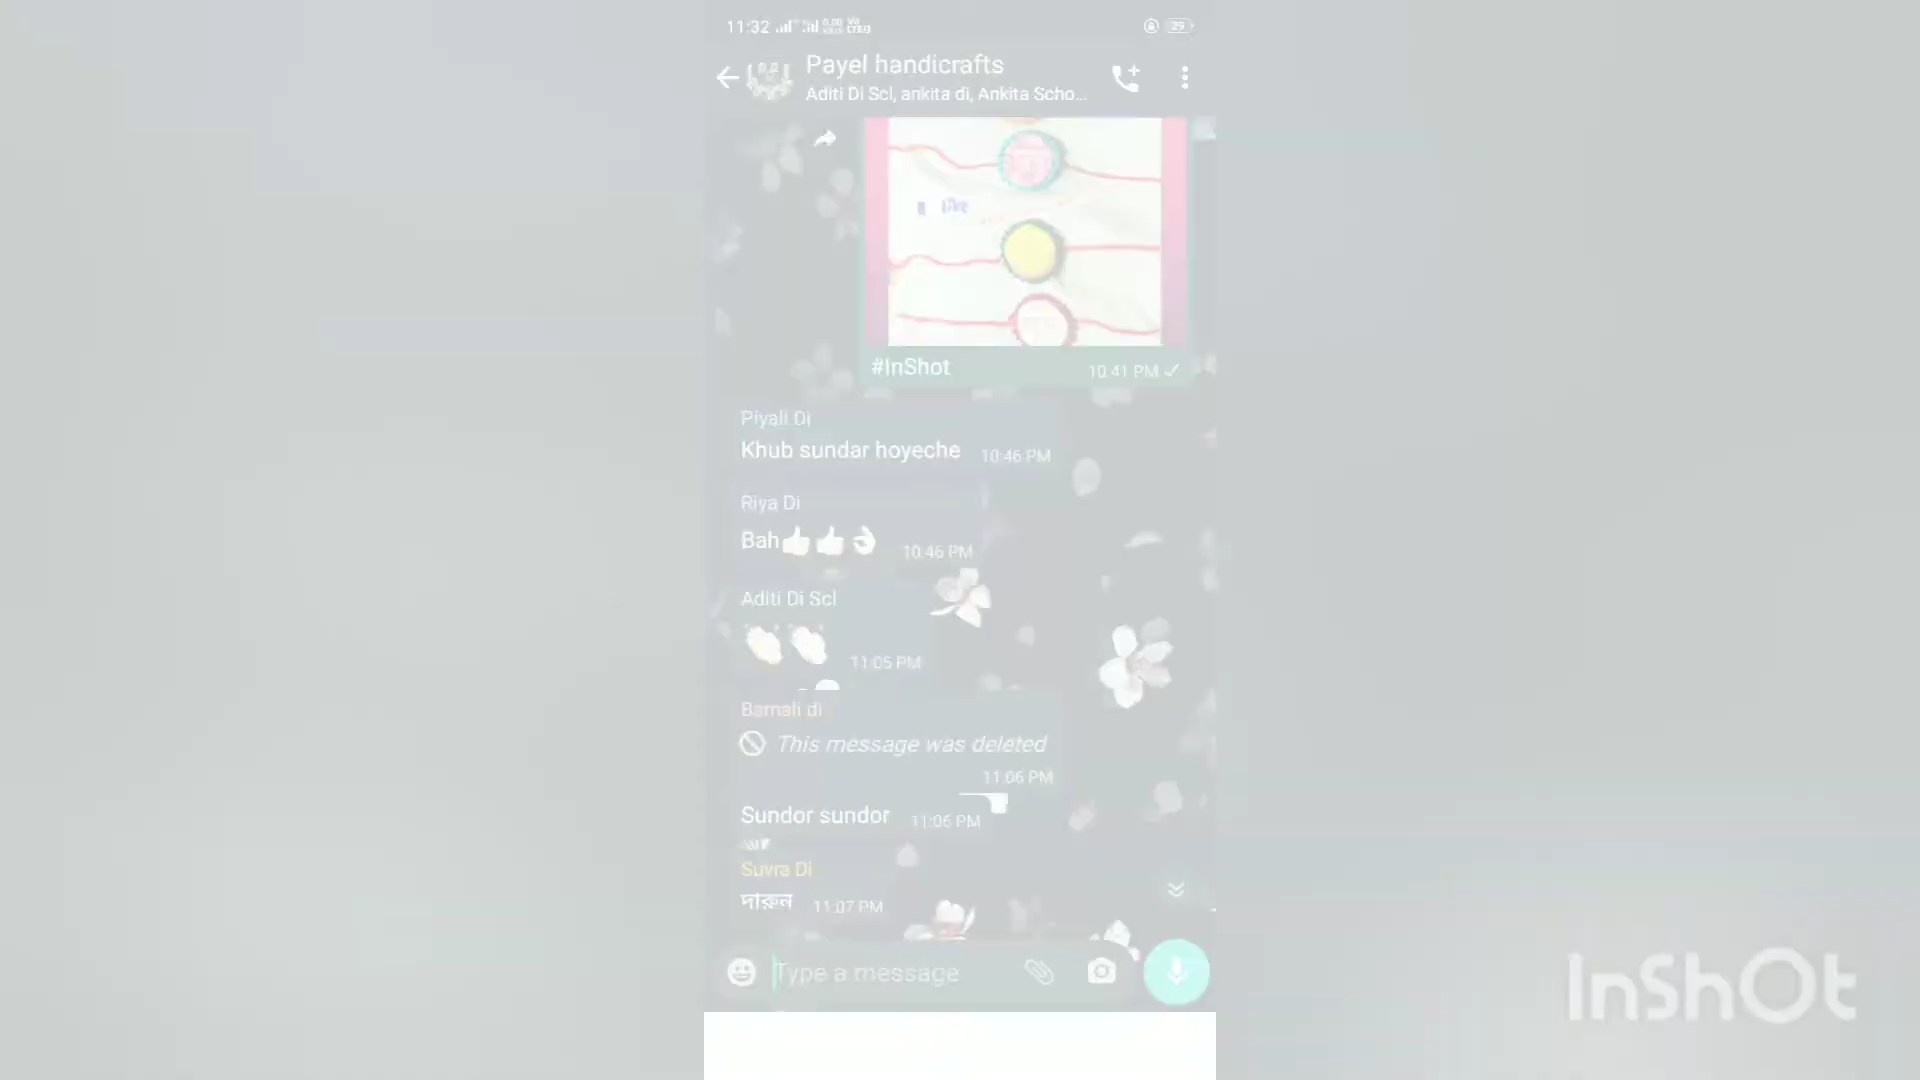 11:32
29
Payel handicrafts
Aditi Di Scl, ankita di, Ankita Scho...
#InShot
10:41 PM
Piyali Di
Khub sundar hoyeche 10:46 PM
Riya Di
Bah 10:46 PM
Aditi Di Scl
11:05 PM
Barnali di
This message was deleted
11:06 PM
Sundor sundor 11:06 PM
Suvra Di
দারুন 11:07 PM
Type a message
InShOt